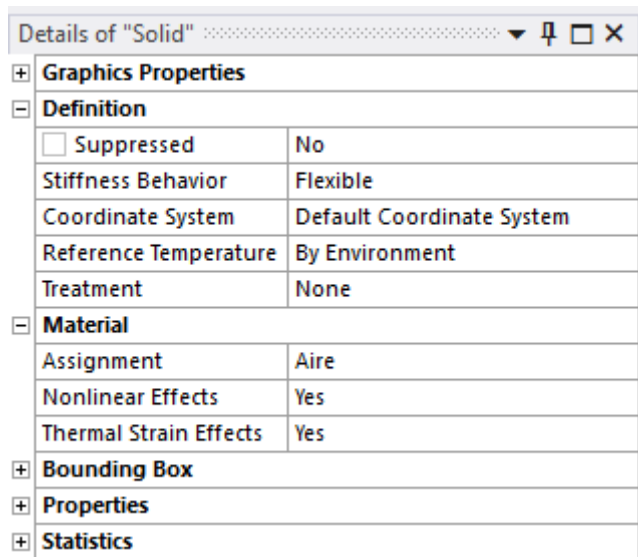 Details of "Solid"
Graphics Properties
Definition
Suppressed No
Stiffness Behavior Flexible
Coordinate System Default Coordinate System
Reference Temperature By Environment
Treatment None
Material
Assignment Aire
Nonlinear Effects Yes
Thermal Strain Effects Yes
Bounding Box
Properties
Statistics